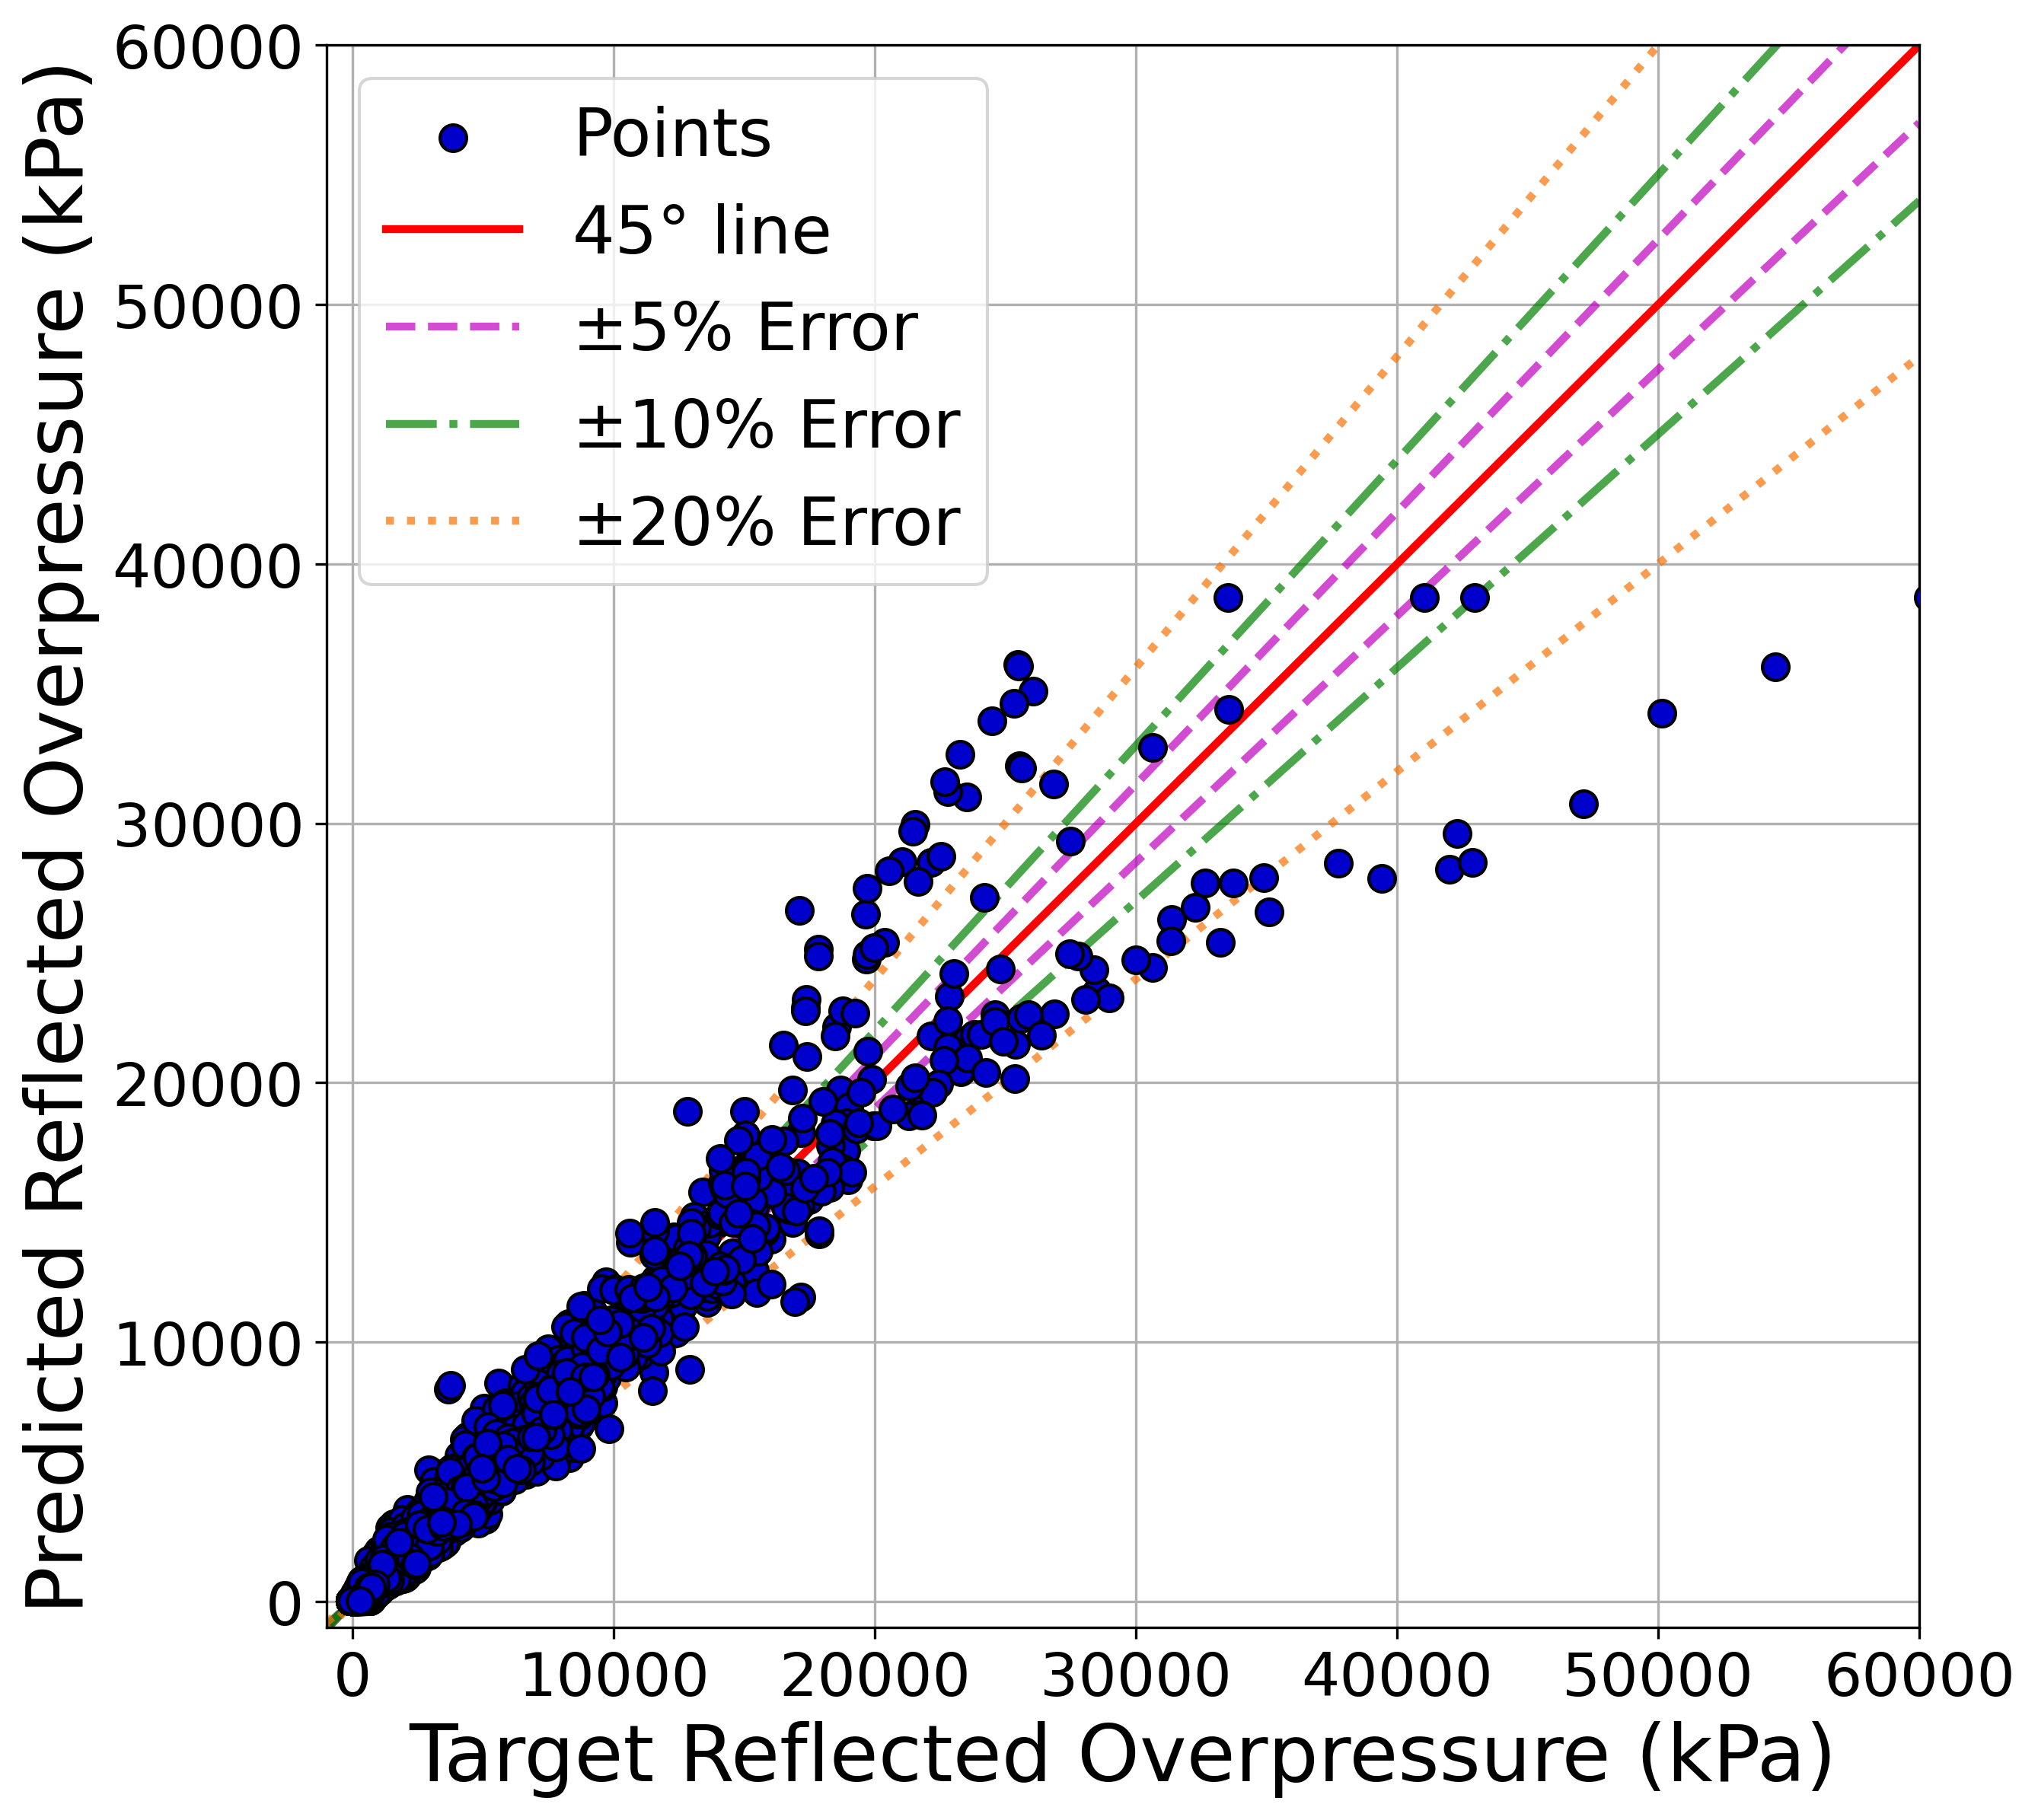 Predicted Reflected Overpressure (kPa)
60000
50000
40000
30000
20000
10000
0
Points
45° line
±5% Error
±10% Error
±20% Error
0 10000 20000 30000 40000 50000 60000
Target Reflected Overpressure (kPa)